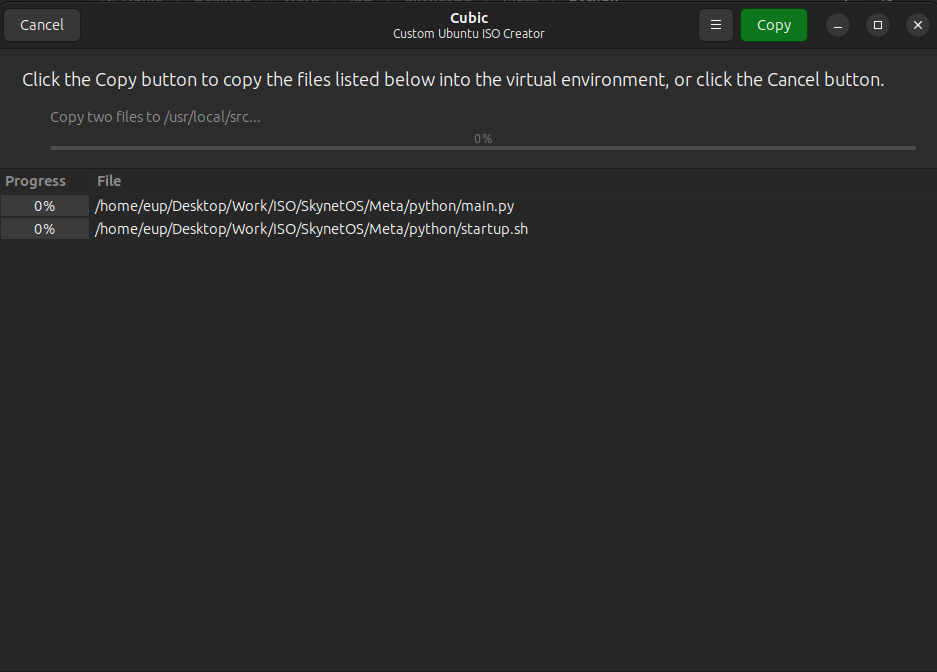 Cancel
Cubic
Custom Ubuntu ISO Creator
Copy
Click the Copy button to copy the files listed below into the virtual environment, or click the Cancel button.
Copy two files to /usr/local/src...
0%
Progress File
0% /home/eup/Desktop/Work/ISO/SkynetOS/Meta/python/main.py
0% /home/eup/Desktop/Work/ISO/SkynetOS/Meta/python/startup.sh